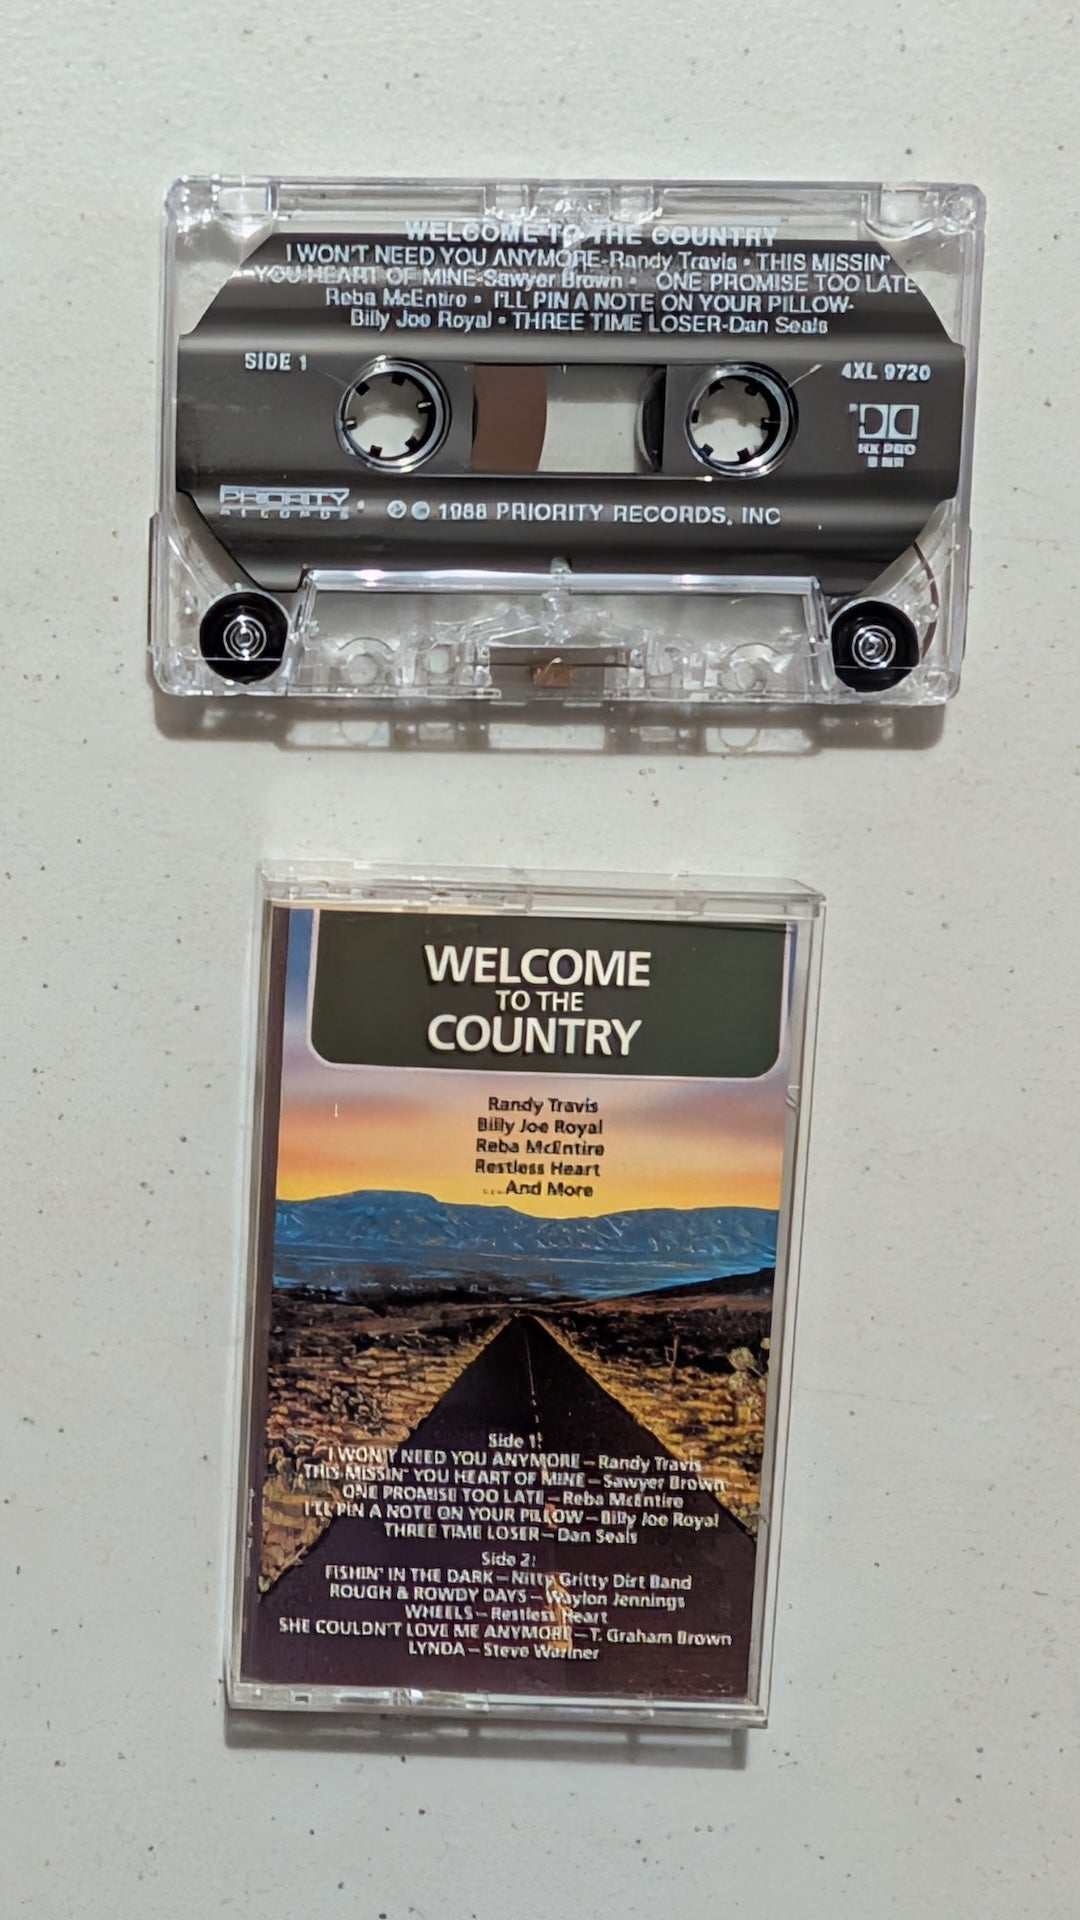 WELCOME TO THE COUNTRY
I WON'T NEED YOU ANYMORE-Randy Travis • THIS MISSIN'
YOU HEART OF MINE-Sawyer Brown • ONE PROMISE TOO LATE
Reba McEntire • I'LL PIN A NOTE ON YOUR PILLOW-
Billy Joe Royal • THREE TIME LOSER-Dan Seals
SIDE 1
4XL 9720
HX PRO
B NR
PRIORITY
RECORDS
℗ © 1988 PRIORITY RECORDS, INC
WELCOME
TO THE
COUNTRY
Randy Travis
Billy Joe Royal
Reba McEntire
Restless Heart
...And More
Side 1:
I WON'T NEED YOU ANYMORE – Randy Travis
THIS MISSIN' YOU HEART OF MINE – Sawyer Brown
ONE PROMISE TOO LATE – Reba McEntire
I'LL PIN A NOTE ON YOUR PILLOW – Billy Joe Royal
THREE TIME LOSER – Dan Seals
Side 2:
FISHIN' IN THE DARK – Nitty Gritty Dirt Band
ROUGH & ROWDY DAYS – Waylon Jennings
WHEELS – Restless Heart
SHE COULDN'T LOVE ME ANYMORE – T. Graham Brown
LYNDA – Steve Wariner